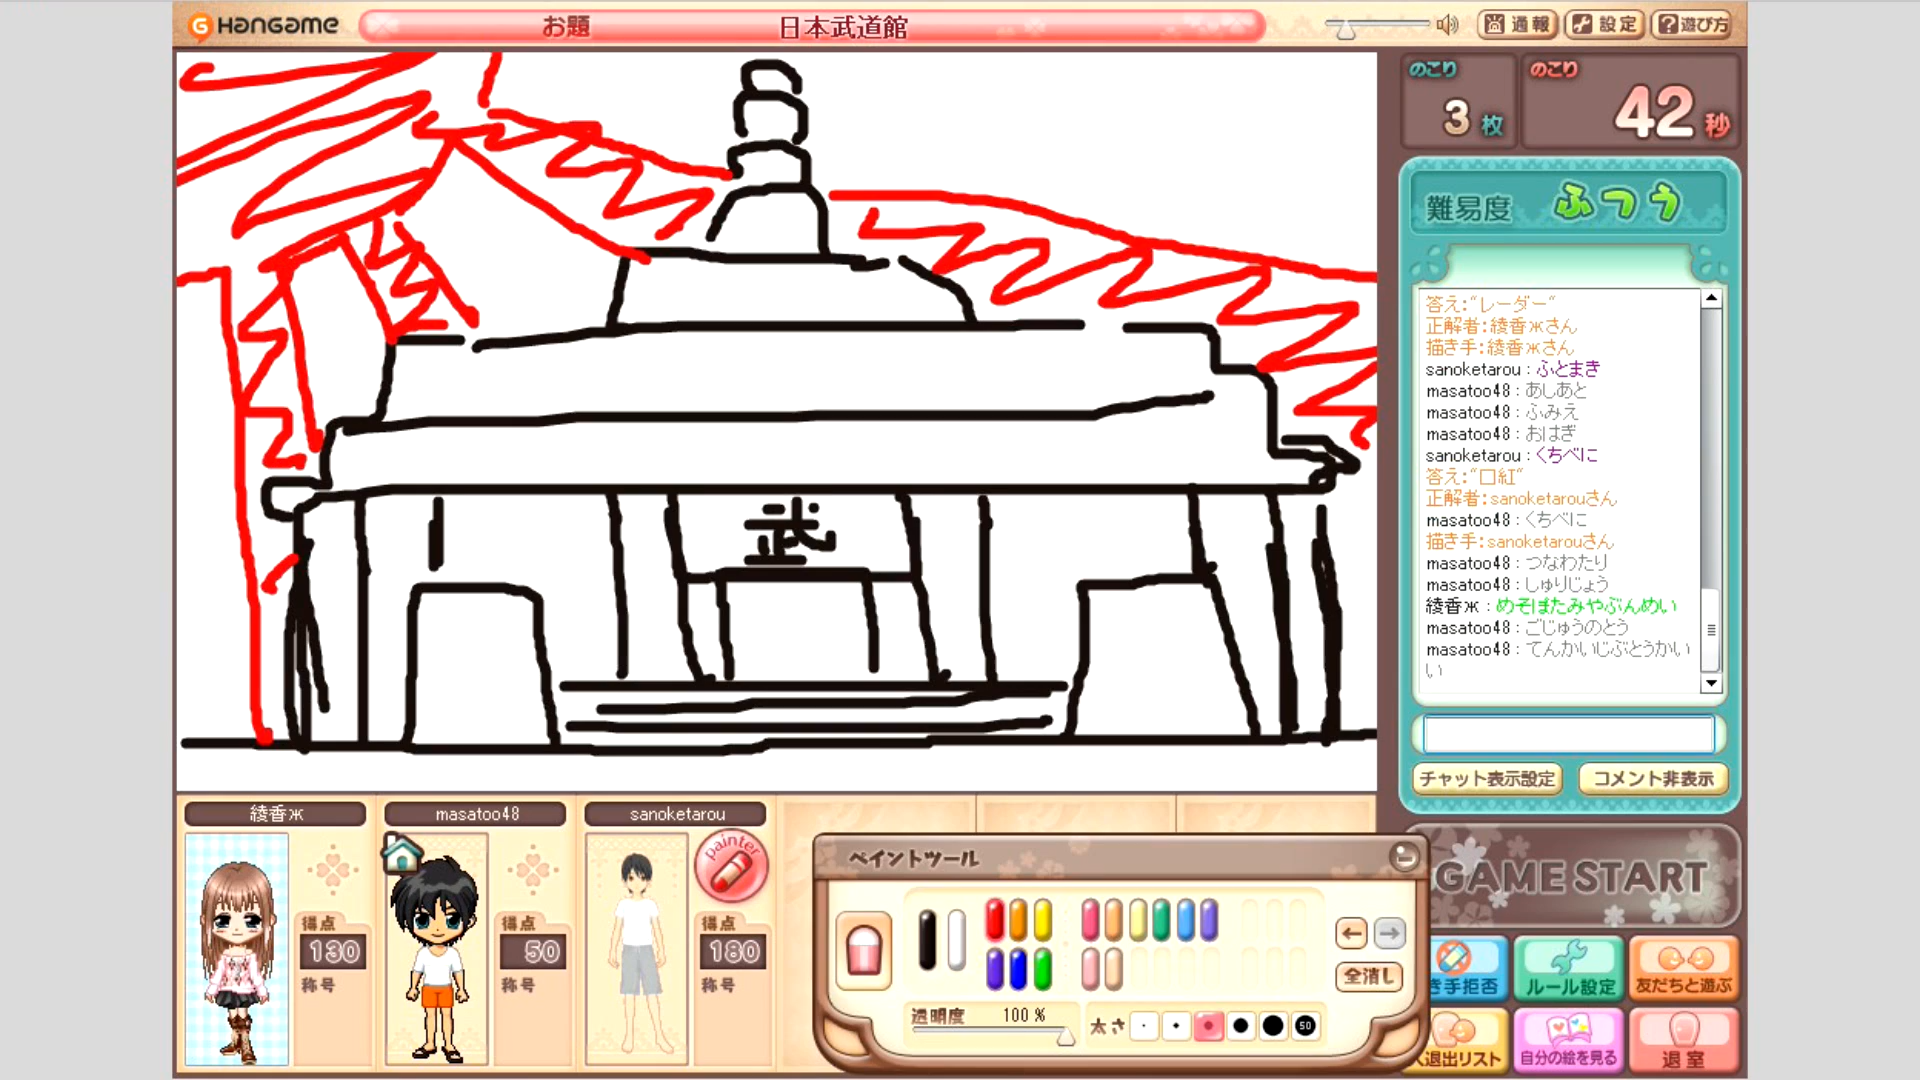 HANGAME
お題 日本武道館
通報 設定 ?遊び方
のこり 3枚
のこり 42秒
難易度 ふつう
武
答え:"レーダー"
正解者:綾香жさん
描き手:綾香жさん
sanoketarou:ふとまき
masatoo48:あしあと
masatoo48:ふみえ
masatoo48:おはぎ
sanoketarou:くちべに
答え:"口紅"
正解者:sanoketarouさん
masatoo48:くちべに
描き手:sanoketarouさん
masatoo48:つなわたり
masatoo48:しゅりじょう
綾香ж:めそぽたみやぶんめい
masatoo48:ごじゅうのとう
masatoo48:てんかいじぶとうかい
い
チャット表示設定 コメント非表示
綾香ж masatoo48 sanoketarou
painter
得点 130 称号
得点 50 称号
得点 180 称号
ペイントツール
全消し
透明度 100 % 太さ 50
GAME START
き手拒否 ルール設定 友だちと遊ぶ
退出リスト 自分の絵を見る 退室